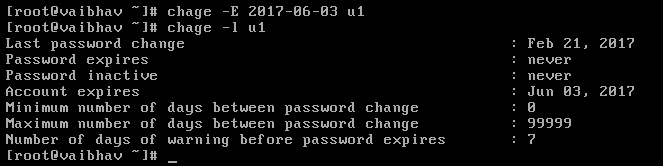 [root@vaibhav ~]# chage -E 2017-06-03 u1
[root@vaibhav ~]# chage -l u1
Last password change : Feb 21, 2017
Password expires : never
Password inactive : never
Account expires : Jun 03, 2017
Minimum number of days between password change : 0
Maximum number of days between password change : 99999
Number of days of warning before password expires : 7
[root@vaibhav ~]# _